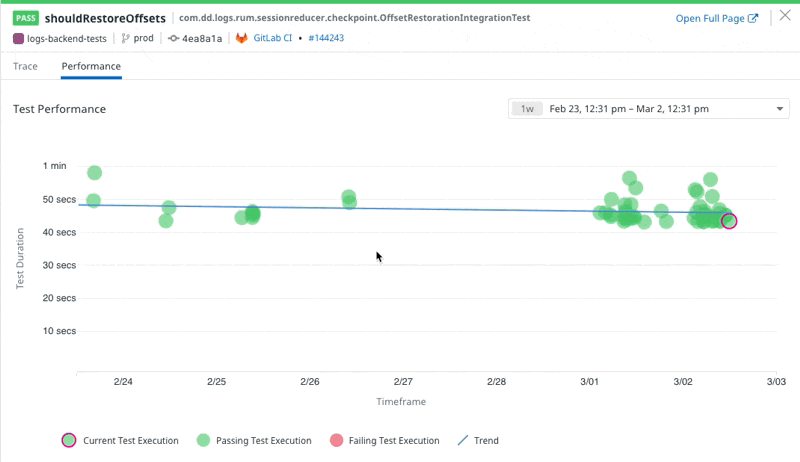 PASS shouldRestoreOffsets | com.dd.logs.rum.sessionreducer.checkpoint.OffsetRestorationIntegrationTest Open Full Page
logs-backend-tests prod 4ea8a1a GitLab CI • #144243
Trace Performance
Test Performance 1w Feb 23, 12:31 pm – Mar 2, 12:31 pm
1 min
50 secs
40 secs
30 secs
20 secs
10 secs
Test Duration
2/24 2/25 2/26 2/27 2/28 3/01 3/02 3/03
Timeframe
Current Test Execution Passing Test Execution Failing Test Execution Trend